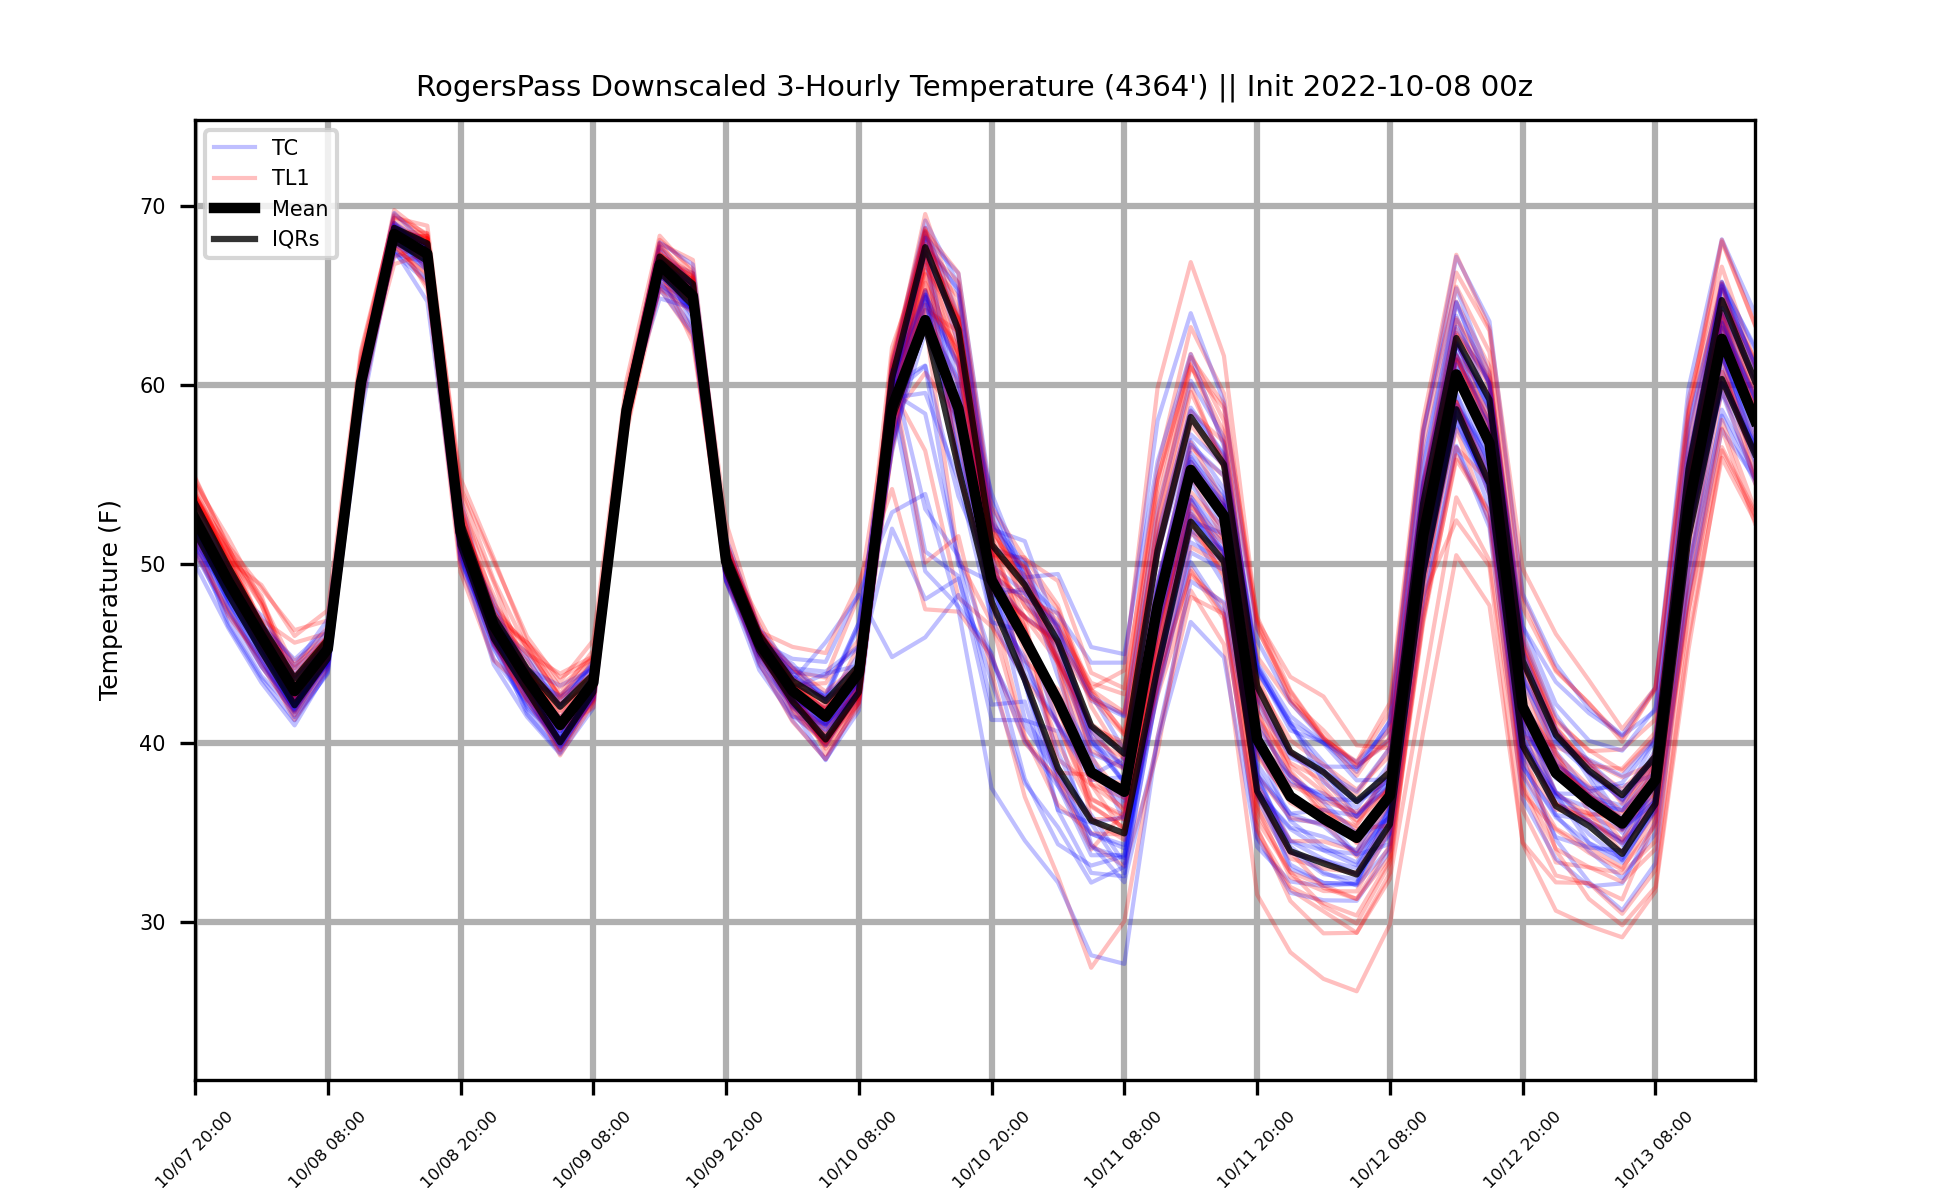 RogersPass Downscaled 3-Hourly Temperature (4364') || Init 2022-10-08 00z
TC
TL1
Mean
IQRs
Temperature (F)
70
60
50
40
30
10/07 20:00
10/08 08:00
10/08 20:00
10/09 08:00
10/09 20:00
10/10 08:00
10/10 20:00
10/11 08:00
10/11 20:00
10/12 08:00
10/12 20:00
10/13 08:00